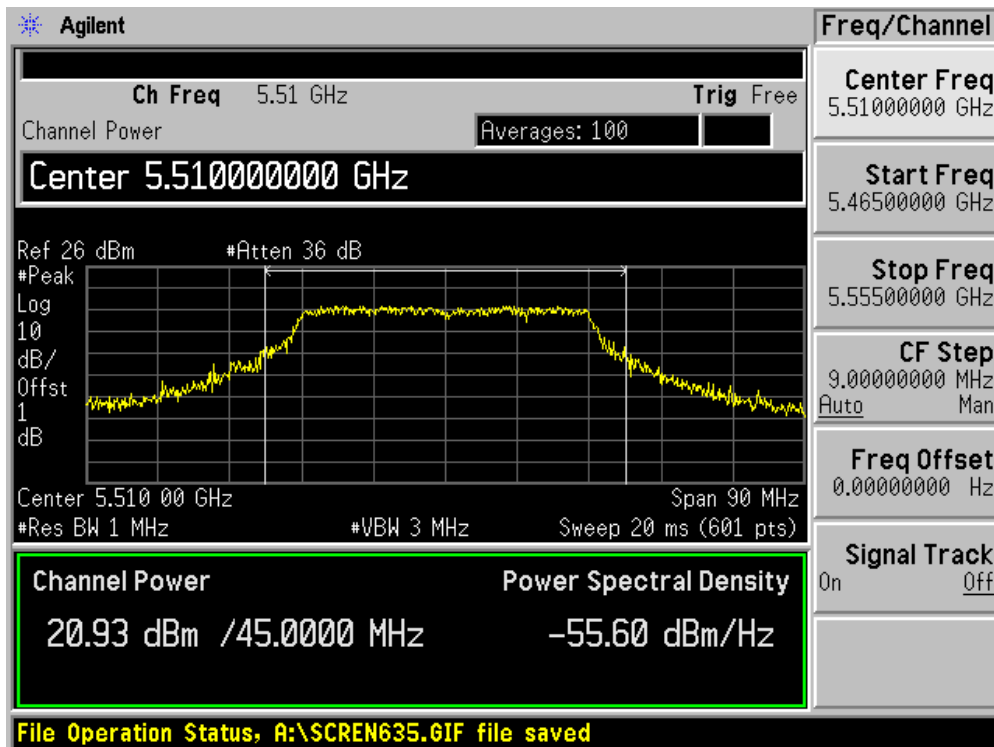 Agilent
Freq/Channel
Ch Freq 5.51 GHz
Trig Free
Channel Power
Averages: 100
Center 5.510000000 GHz
Ref 26 dBm
#Atten 36 dB
#Peak
Log
10
dB/
Offst
1
dB
Center 5.510 00 GHz
Span 90 MHz
#Res BW 1 MHz
#VBW 3 MHz
Sweep 20 ms (601 pts)
Channel Power
Power Spectral Density
20.93 dBm /45.0000 MHz
-55.60 dBm/Hz
Center Freq
5.51000000 GHz
Start Freq
5.46500000 GHz
Stop Freq
5.55500000 GHz
CF Step
9.00000000 MHz
Auto Man
Freq Offset
0.00000000 Hz
Signal Track
On Off
File Operation Status, A:\SCREN635.GIF file saved